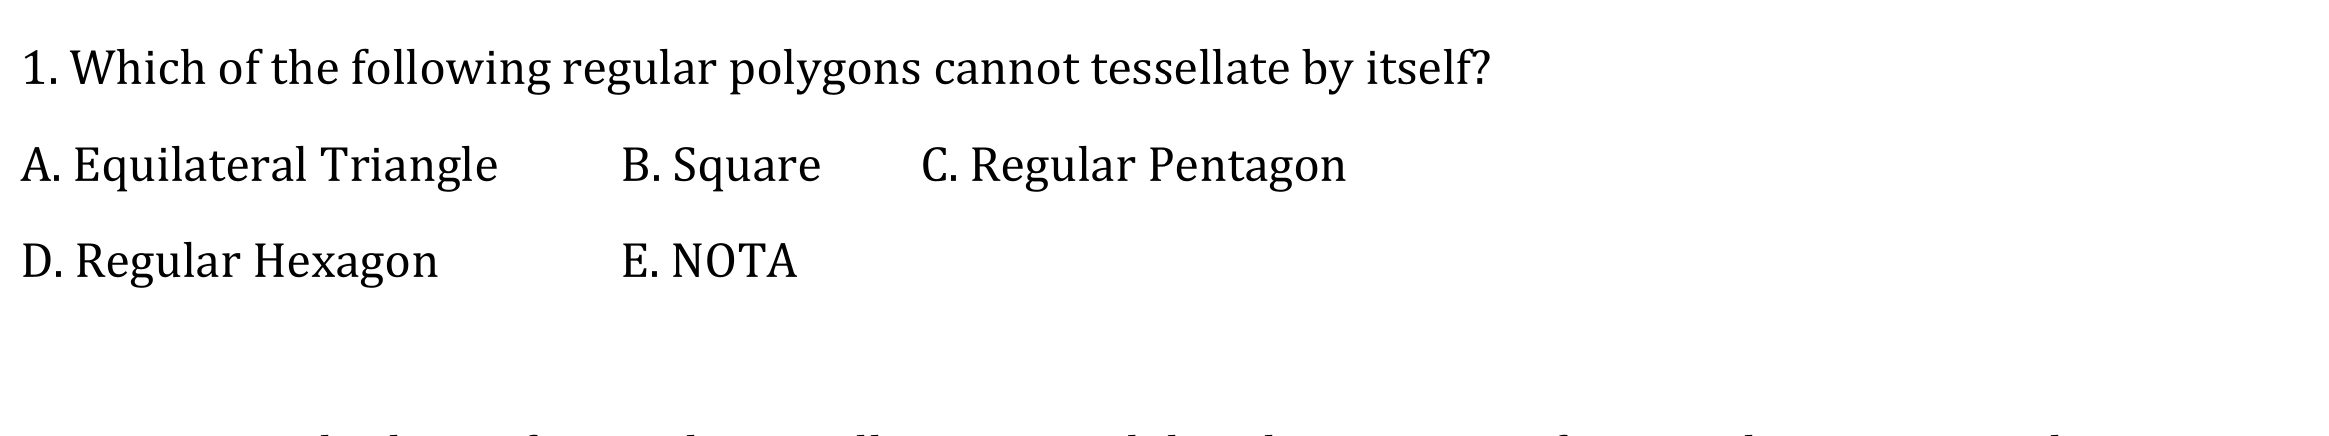 1. Which of the following regular polygons cannot tessellate by itself?
A. Equilateral Triangle B. Square C. Regular Pentagon
D. Regular Hexagon E. NOTA